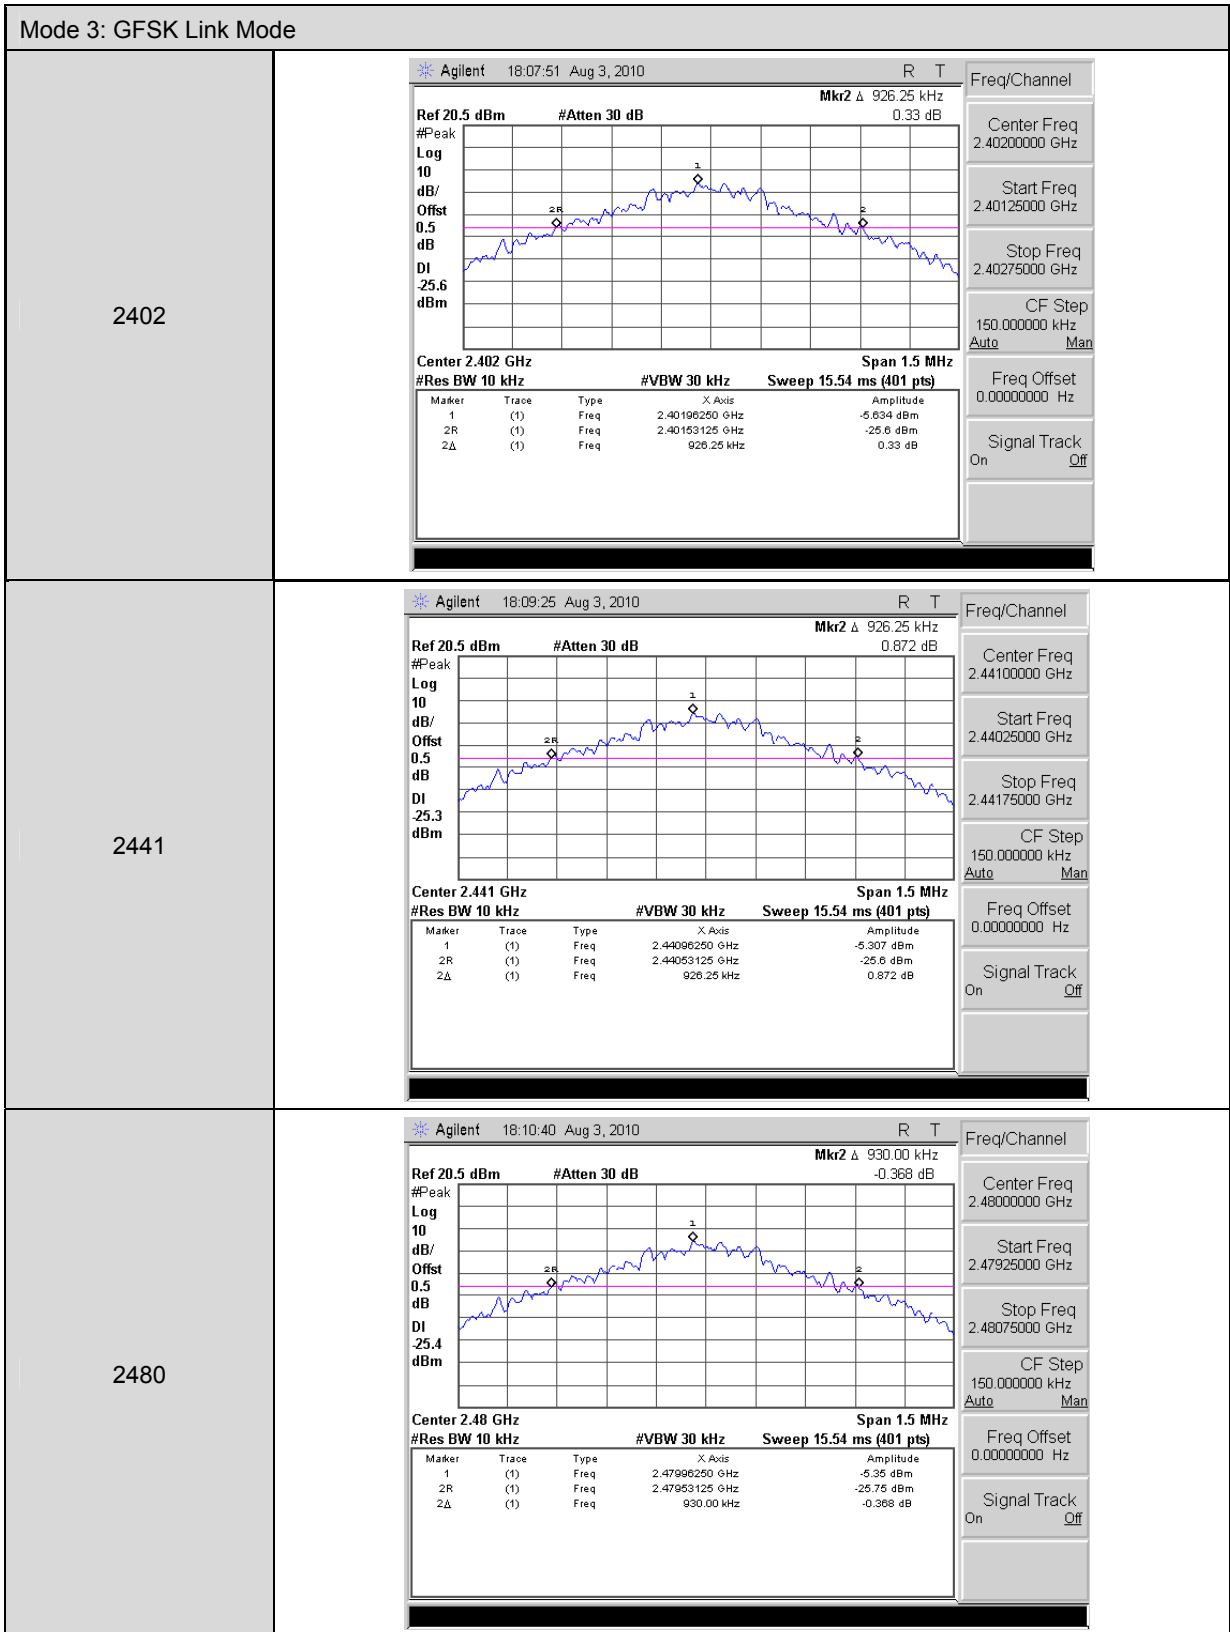 Mode 3: GFSK Link Mode
2402
Agilent 18:07:51 Aug 3, 2010 R T
Mkr2 Δ 926.25 kHz
Ref 20.5 dBm #Atten 30 dB 0.33 dB
#Peak
Log
10
dB/
Offst
0.5
dB
DI
-25.6
dBm
1
2R
2
Center 2.402 GHz Span 1.5 MHz
#Res BW 10 kHz #VBW 30 kHz Sweep 15.54 ms (401 pts)
Marker Trace Type X Axis Amplitude
1 (1) Freq 2.40196250 GHz -5.634 dBm
2R (1) Freq 2.40153125 GHz -25.6 dBm
2Δ (1) Freq 926.25 kHz 0.33 dB
Freq/Channel
Center Freq
2.40200000 GHz
Start Freq
2.40125000 GHz
Stop Freq
2.40275000 GHz
CF Step
150.000000 kHz
Auto Man
Freq Offset
0.00000000 Hz
Signal Track
On Off
2441
Agilent 18:09:25 Aug 3, 2010 R T
Mkr2 Δ 926.25 kHz
Ref 20.5 dBm #Atten 30 dB 0.872 dB
#Peak
Log
10
dB/
Offst
0.5
dB
DI
-25.3
dBm
1
2R
2
Center 2.441 GHz Span 1.5 MHz
#Res BW 10 kHz #VBW 30 kHz Sweep 15.54 ms (401 pts)
Marker Trace Type X Axis Amplitude
1 (1) Freq 2.44096250 GHz -5.307 dBm
2R (1) Freq 2.44053125 GHz -25.6 dBm
2Δ (1) Freq 926.25 kHz 0.872 dB
Freq/Channel
Center Freq
2.44100000 GHz
Start Freq
2.44025000 GHz
Stop Freq
2.44175000 GHz
CF Step
150.000000 kHz
Auto Man
Freq Offset
0.00000000 Hz
Signal Track
On Off
2480
Agilent 18:10:40 Aug 3, 2010 R T
Mkr2 Δ 930.00 kHz
Ref 20.5 dBm #Atten 30 dB -0.368 dB
#Peak
Log
10
dB/
Offst
0.5
dB
DI
-25.4
dBm
1
2R
2
Center 2.48 GHz Span 1.5 MHz
#Res BW 10 kHz #VBW 30 kHz Sweep 15.54 ms (401 pts)
Marker Trace Type X Axis Amplitude
1 (1) Freq 2.47996250 GHz -5.35 dBm
2R (1) Freq 2.47953125 GHz -25.75 dBm
2Δ (1) Freq 930.00 kHz -0.368 dB
Freq/Channel
Center Freq
2.48000000 GHz
Start Freq
2.47925000 GHz
Stop Freq
2.48075000 GHz
CF Step
150.000000 kHz
Auto Man
Freq Offset
0.00000000 Hz
Signal Track
On Off